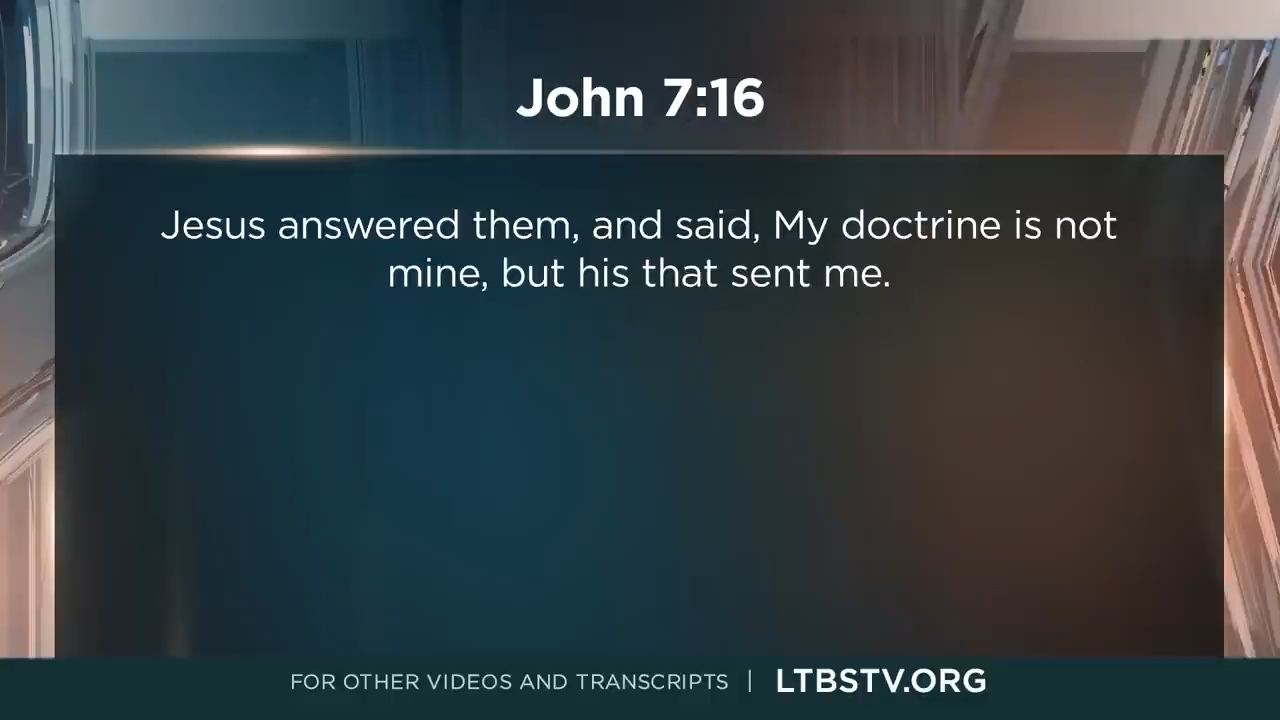 John 7:16
Jesus answered them, and said, My doctrine is not
mine, but his that sent me.
FOR OTHER VIDEOS AND TRANSCRIPTS | LTBSTV.ORG